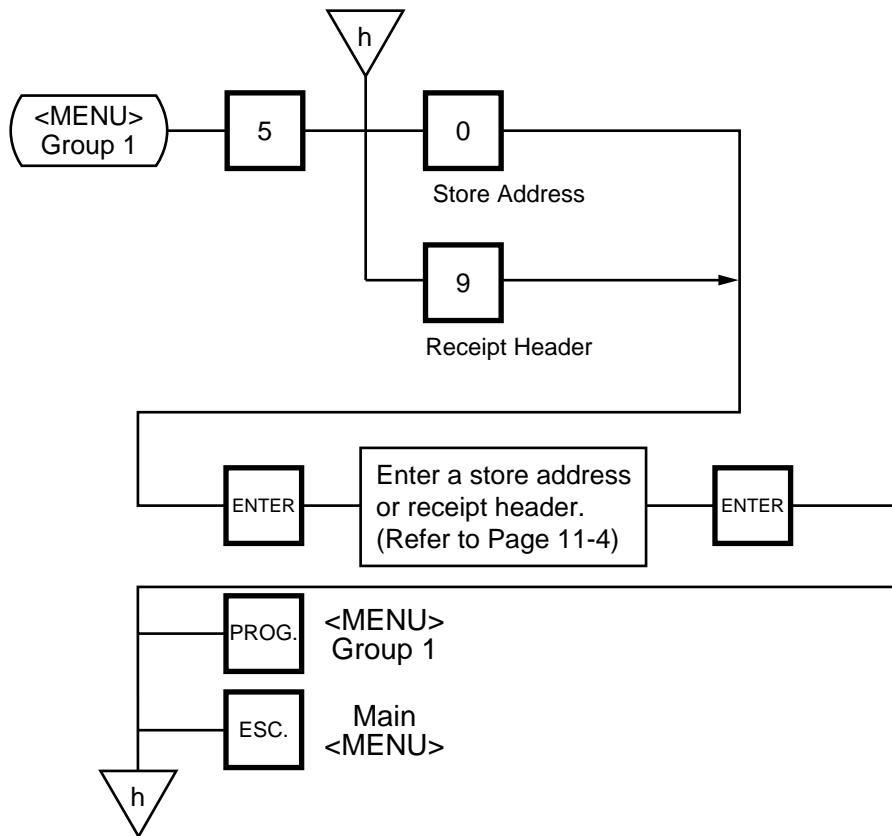 h
<MENU>
Group 1
5
0
Store Address
9
Receipt Header
ENTER
Enter a store address
or receipt header.
(Refer to Page 11-4)
ENTER
PROG.
<MENU>
Group 1
ESC.
Main
<MENU>
h